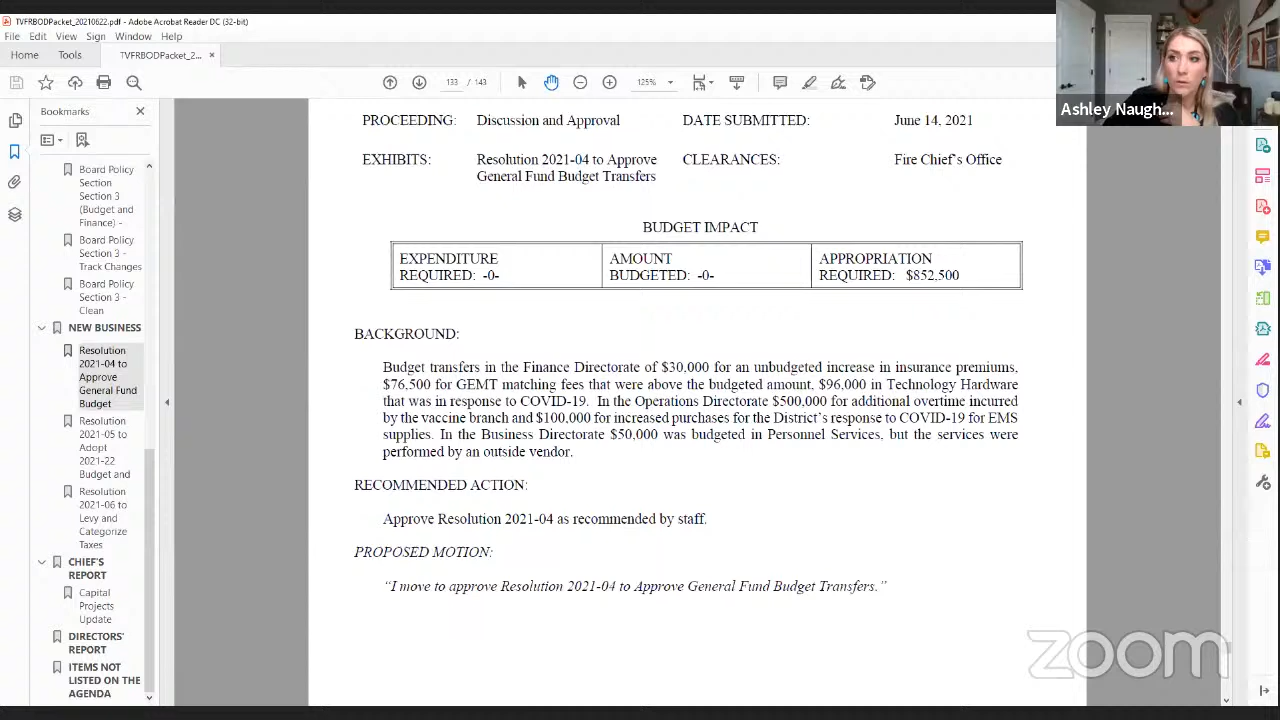 TVFRBODPacket_20210622.pdf - Adobe Acrobat Reader DC (32-bit)
File Edit View Sign Window Help
Home Tools TVFRBODPacket_2... ×
133 / 143 125%
Bookmarks
Board Policy
Section
Section 3
(Budget and
Finance) -
Board Policy
Section 3 -
Track Changes
Board Policy
Section 3 -
Clean
NEW BUSINESS
Resolution
2021-04 to
Approve
General Fund
Budget
Resolution
2021-05 to
Adopt
2021-22
Budget and
Resolution
2021-06 to
Levy and
Categorize
Taxes
CHIEF'S
REPORT
Capital
Projects
Update
DIRECTORS'
REPORT
ITEMS NOT
LISTED ON THE
AGENDA
PROCEEDING: Discussion and Approval DATE SUBMITTED: June 14, 2021
EXHIBITS: Resolution 2021-04 to Approve CLEARANCES: Fire Chief's Office
General Fund Budget Transfers
BUDGET IMPACT
EXPENDITURE AMOUNT APPROPRIATION
REQUIRED: -0- BUDGETED: -0- REQUIRED: $852,500
BACKGROUND:
Budget transfers in the Finance Directorate of $30,000 for an unbudgeted increase in insurance premiums,
$76,500 for GEMT matching fees that were above the budgeted amount, $96,000 in Technology Hardware
that was in response to COVID-19. In the Operations Directorate $500,000 for additional overtime incurred
by the vaccine branch and $100,000 for increased purchases for the District's response to COVID-19 for EMS
supplies. In the Business Directorate $50,000 was budgeted in Personnel Services, but the services were
performed by an outside vendor.
RECOMMENDED ACTION:
Approve Resolution 2021-04 as recommended by staff.
PROPOSED MOTION:
“I move to approve Resolution 2021-04 to Approve General Fund Budget Transfers.”
Ashley Naugh...
zoom